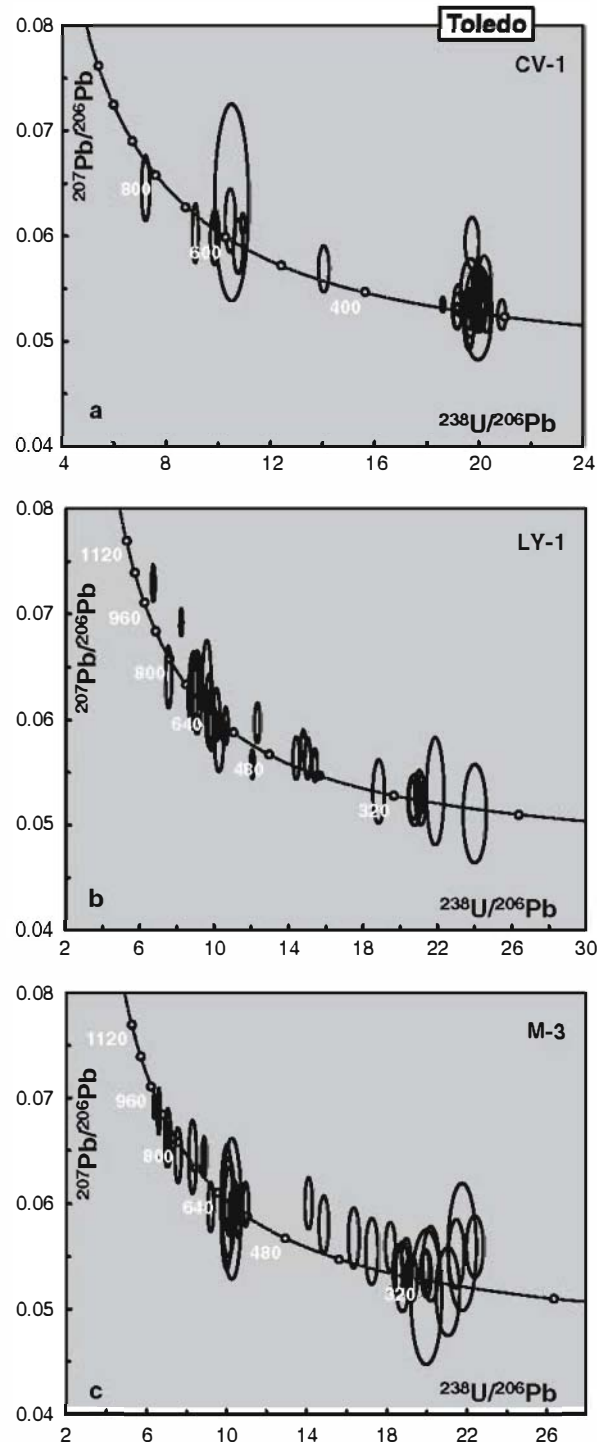 Toledo
0.08
CV-1
0.07
²⁰⁷Pb/²⁰⁶Pb
800
0.06
600
400
0.05
a
²³⁸U/²⁰⁶Pb
0.04
4 8 12 16 20 24
0.08
LY-1
1120
0.07
²⁰⁷Pb/²⁰⁶Pb
960
800
0.06
640
480
320
0.05
b
²³⁸U/²⁰⁶Pb
0.04
2 6 10 14 18 22 26 30
0.08
M-3
1120
0.07
²⁰⁷Pb/²⁰⁶Pb
960
800
0.06
640
480
320
0.05
c
²³⁸U/²⁰⁶Pb
0.04
2 6 10 14 18 22 26